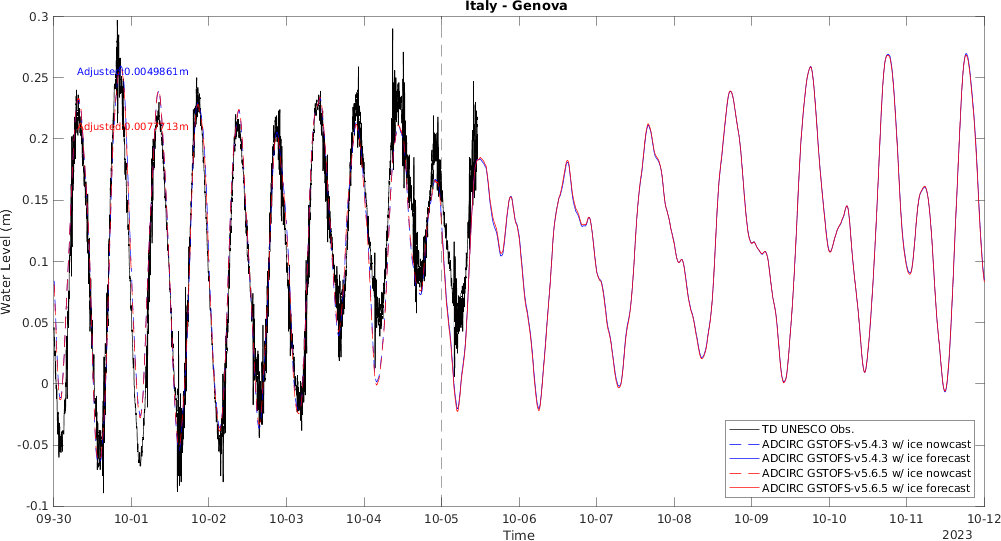 Italy - Genova
Water Level (m)
0.3
0.25
0.2
0.15
0.1
0.05
0
-0.05
-0.1
Adjusted 0.0049861m
09-30
10-01
10-02
10-03
10-04
10-05
10-06
10-07
10-08
10-09
10-10
10-11
10-12
Time
2023
TD UNESCO Obs.
ADCIRC GSTOFS-v5.4.3 w/ ice nowcast
ADCIRC GSTOFS-v5.4.3 w/ ice forecast
ADCIRC GSTOFS-v5.6.5 w/ ice nowcast
ADCIRC GSTOFS-v5.6.5 w/ ice forecast